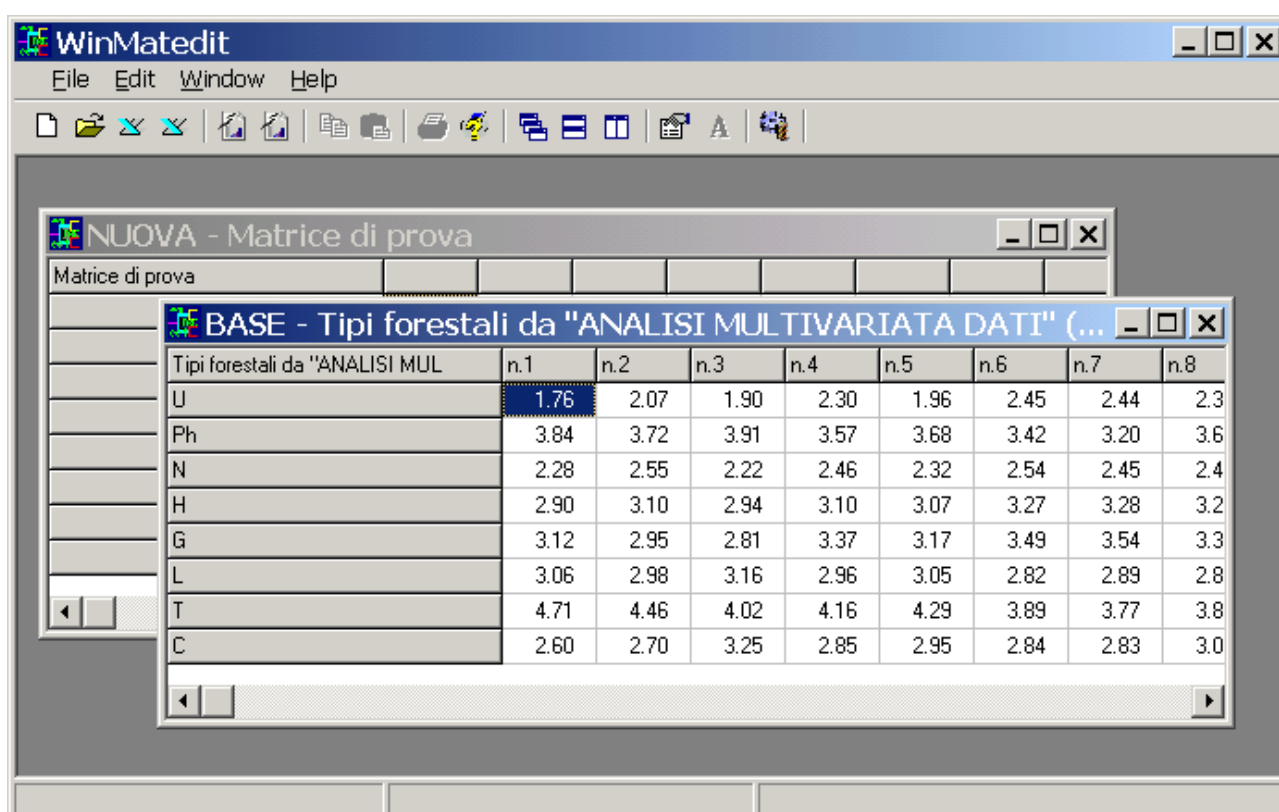 WinMatedit
File Edit Window Help
NUOVA - Matrice di prova
Matrice di prova
BASE - Tipi forestali da "ANALISI MULTIVARIATA DATI" (...
Tipi forestali da "ANALISI MUL n.1 n.2 n.3 n.4 n.5 n.6 n.7 n.8
U 1.76 2.07 1.90 2.30 1.96 2.45 2.44 2.3
Ph 3.84 3.72 3.91 3.57 3.68 3.42 3.20 3.6
N 2.28 2.55 2.22 2.46 2.32 2.54 2.45 2.4
H 2.90 3.10 2.94 3.10 3.07 3.27 3.28 3.2
G 3.12 2.95 2.81 3.37 3.17 3.49 3.54 3.3
L 3.06 2.98 3.16 2.96 3.05 2.82 2.89 2.8
T 4.71 4.46 4.02 4.16 4.29 3.89 3.77 3.8
C 2.60 2.70 3.25 2.85 2.95 2.84 2.83 3.0